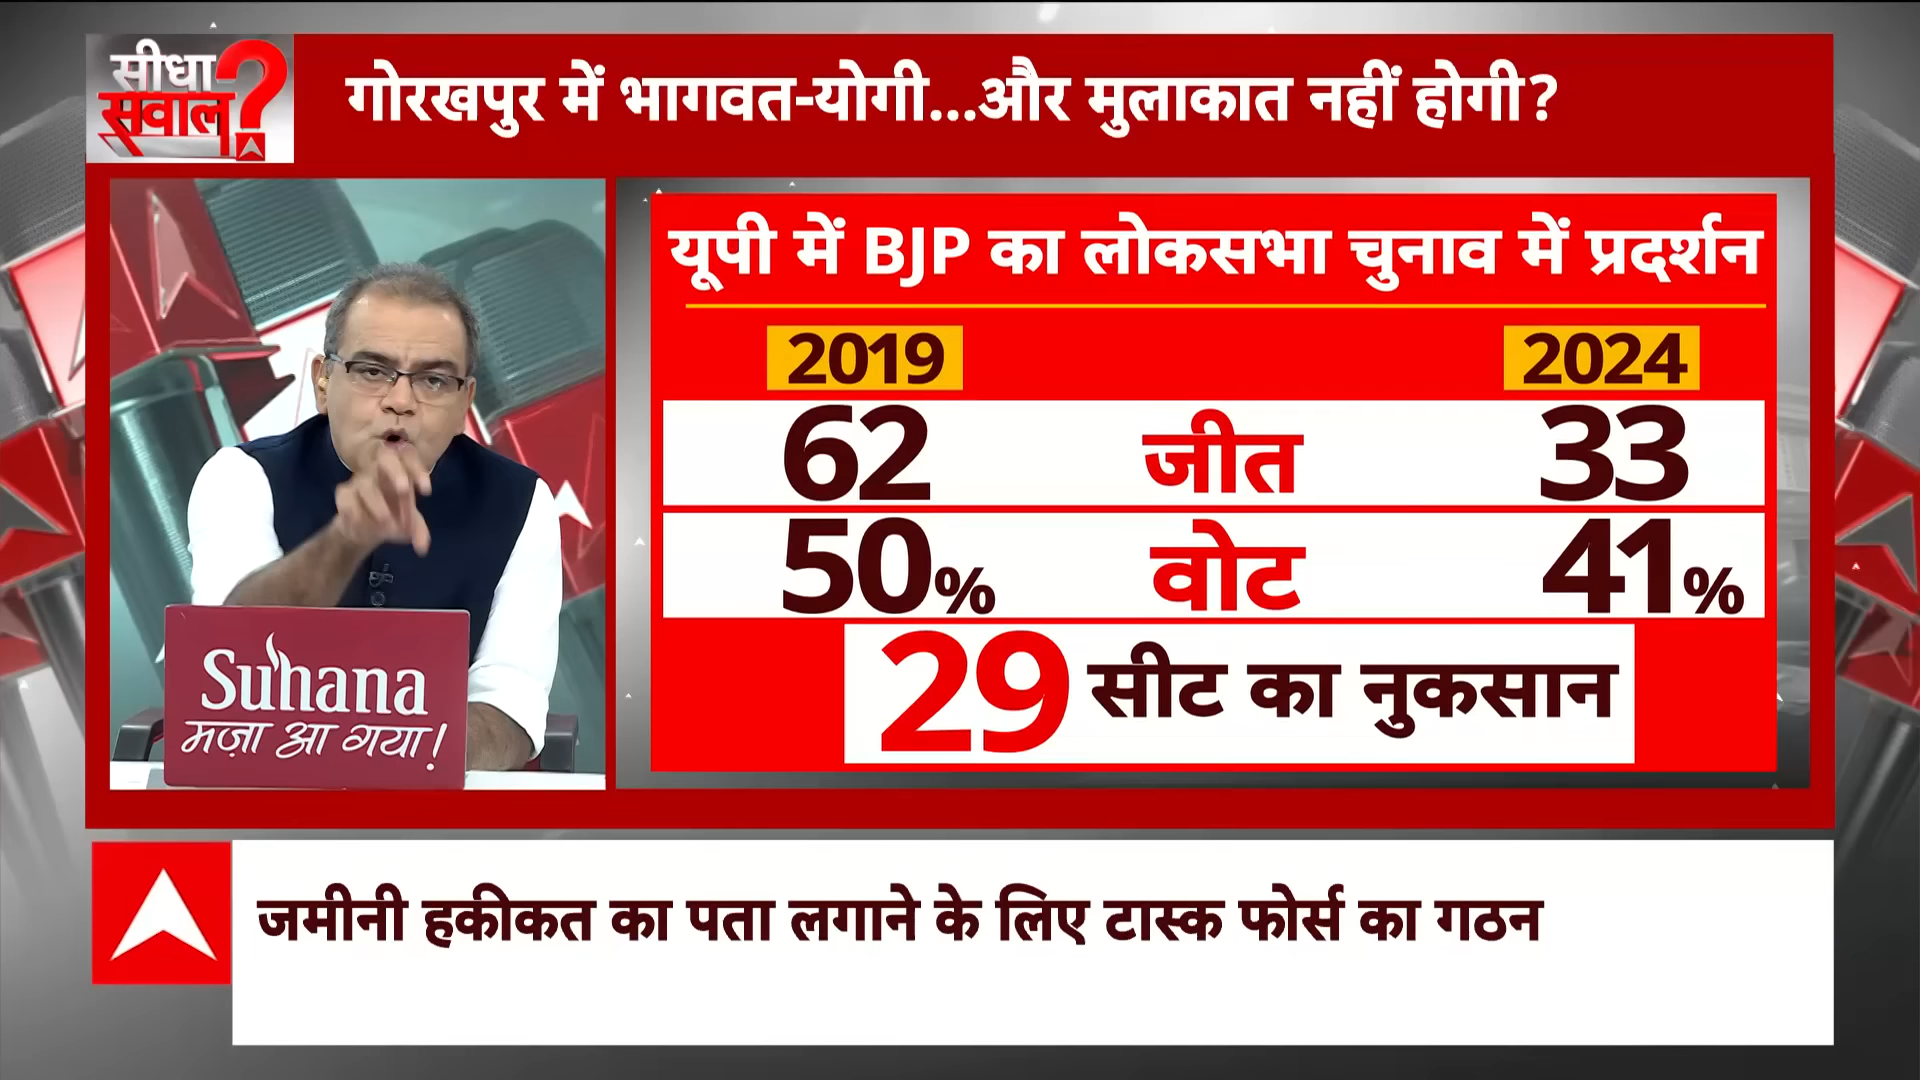 सीधा
सवाल?
गोरखपुर में भागवत-योगी...और मुलाकात नहीं होगी?
यूपी में BJP का लोकसभा चुनाव में प्रदर्शन
2019 2024
62 जीत 33
50% वोट 41%
29 सीट का नुकसान
Suhana
मज़ा आ गया!
जमीनी हकीकत का पता लगाने के लिए टास्क फोर्स का गठन